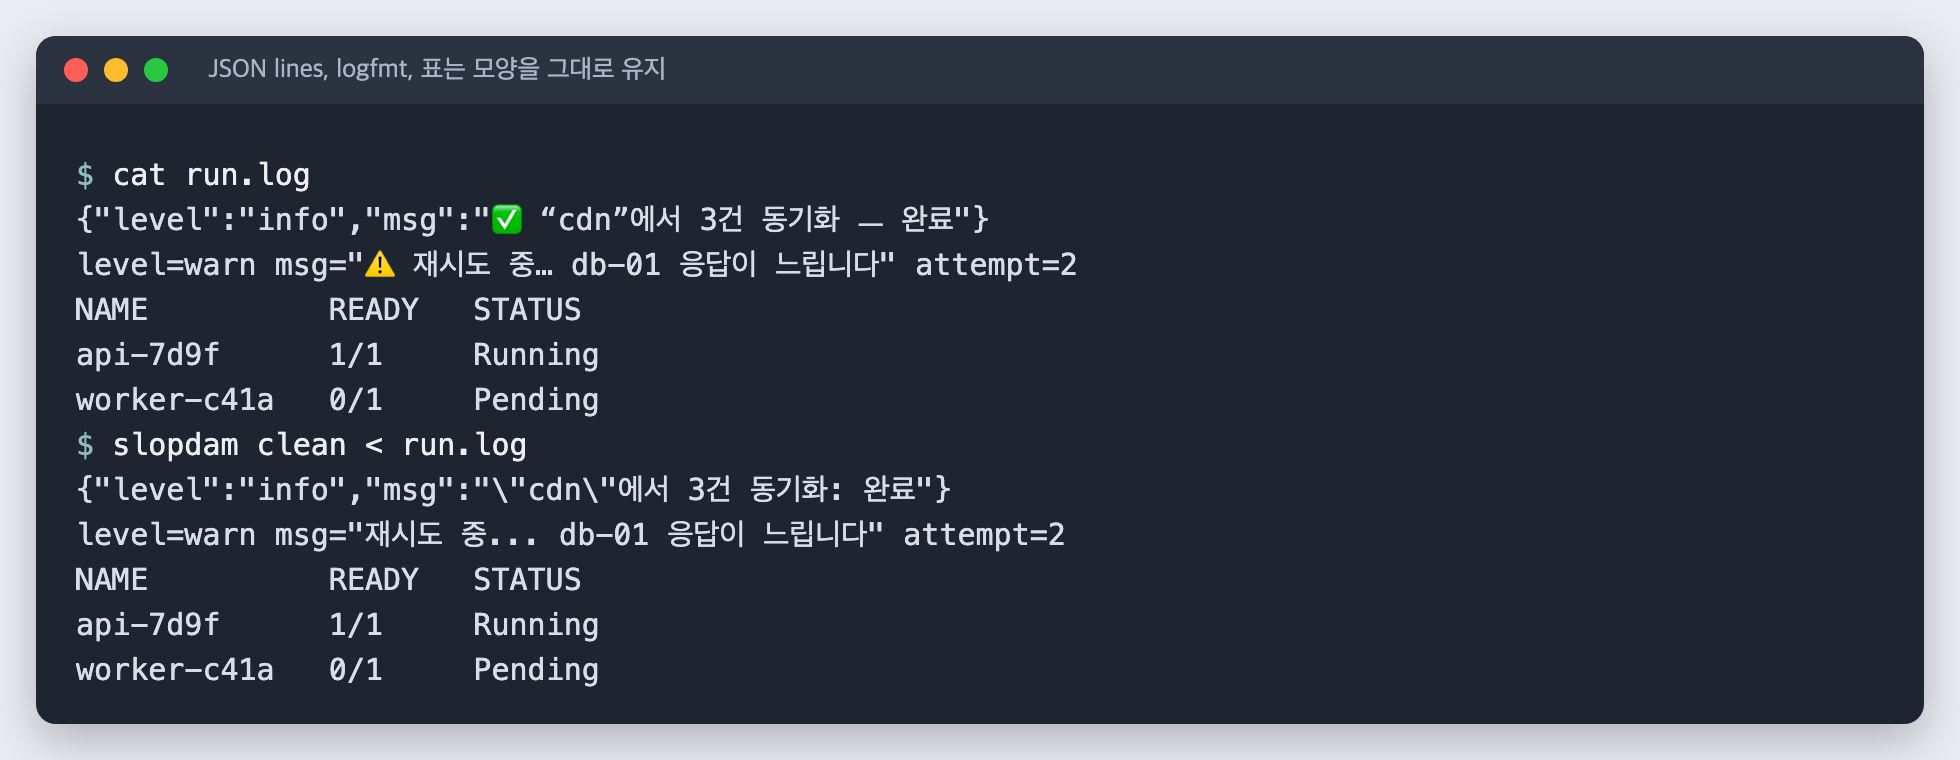 JSON lines, logfmt, 표는 모양을 그대로 유지
$ cat run.log
{"level":"info","msg":"✅ “cdn”에서 3건 동기화 — 완료"}
level=warn msg="⚠️ 재시도 중… db-01 응답이 느립니다" attempt=2
NAME          READY   STATUS
api-7d9f      1/1     Running
worker-c41a   0/1     Pending
$ slopdam clean < run.log
{"level":"info","msg":"\"cdn\"에서 3건 동기화: 완료"}
level=warn msg="재시도 중... db-01 응답이 느립니다" attempt=2
NAME          READY   STATUS
api-7d9f      1/1     Running
worker-c41a   0/1     Pending